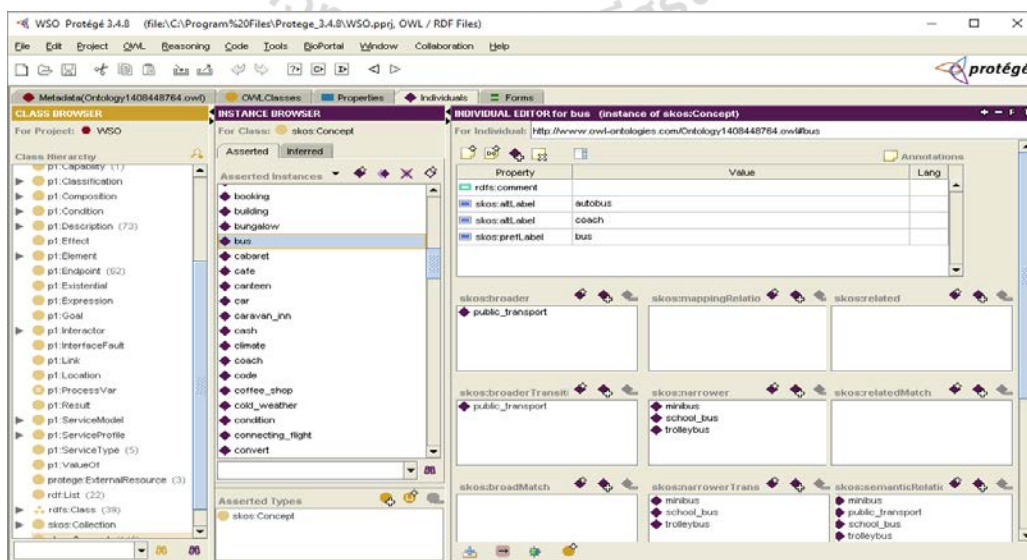 WSO Protégé 3.4.8 (file:\C:\Program%20Files\Protege_3.4.8\WSO.pprj, OWL / RDF Files)
File Edit Project OWL Reasoning Code Tools BioPortal Window Collaboration Help
protégé
Metadata(Ontology1408448764.owl) OWLClasses Properties Individuals Forms
CLASS BROWSER
For Project: WSO
Class Hierarchy
p1:Capability (1)
p1:Classification
p1:Composition
p1:Condition
p1:Description (73)
p1:Effect
p1:Element
p1:Endpoint (62)
p1:Existential
p1:Expression
p1:Goal
p1:Interactor
p1:InterfaceFault
p1:Link
p1:Location
p1:ProcessVar
p1:Result
p1:ServiceModel
p1:ServiceProfile
p1:ServiceType (5)
p1:ValueOf
protege:ExternalResource (3)
rdf:List (22)
rdfs:Class (39)
skos:Collection
INSTANCE BROWSER
For Class: skos:Concept
Asserted Inferred
Asserted Instances
booking
building
bungalow
bus
cabaret
cafe
canteen
car
caravan_inn
cash
climate
coach
code
coffee_shop
cold_weather
condition
connecting_flight
convert
Asserted Types
skos:Concept
INDIVIDUAL EDITOR for bus (instance of skos:Concept)
For Individual: http://www.owl-ontologies.com/Ontology1408448764.owl#bus
Annotations
Property Value Lang
rdfs:comment
skos:altLabel autobus
skos:altLabel coach
skos:prefLabel bus
skos:broader skos:mappingRelatio skos:related
public_transport
skos:broaderTransiti skos:narrower skos:relatedMatch
public_transport
minibus
school_bus
trolleybus
skos:broadMatch skos:narrowerTrans skos:semanticRelatic
minibus
school_bus
trolleybus
minibus
public_transport
school_bus
trolleybus